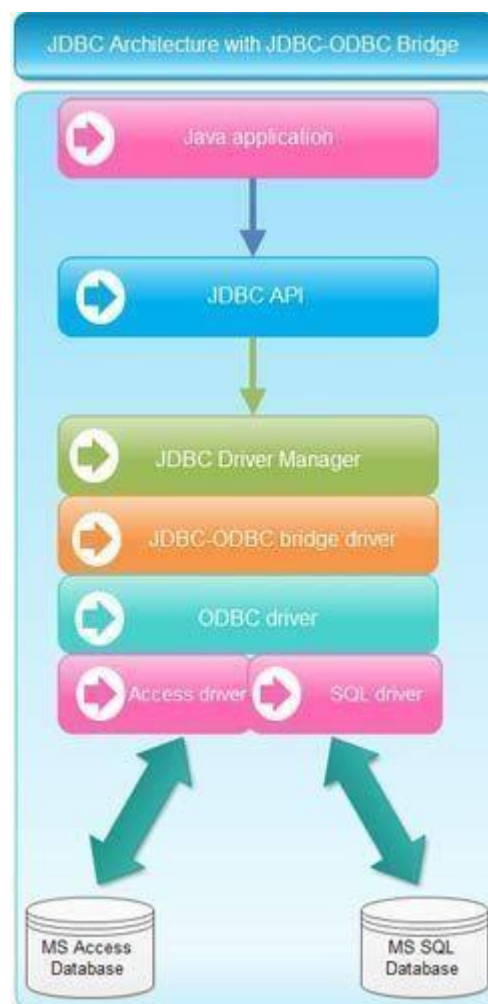 JDBC Architecture with JDBC-ODBC Bridge
Java application
JDBC API
JDBC Driver Manager
JDBC-ODBC bridge driver
ODBC driver
Access driver
SQL driver
MS Access
Database
MS SQL
Database